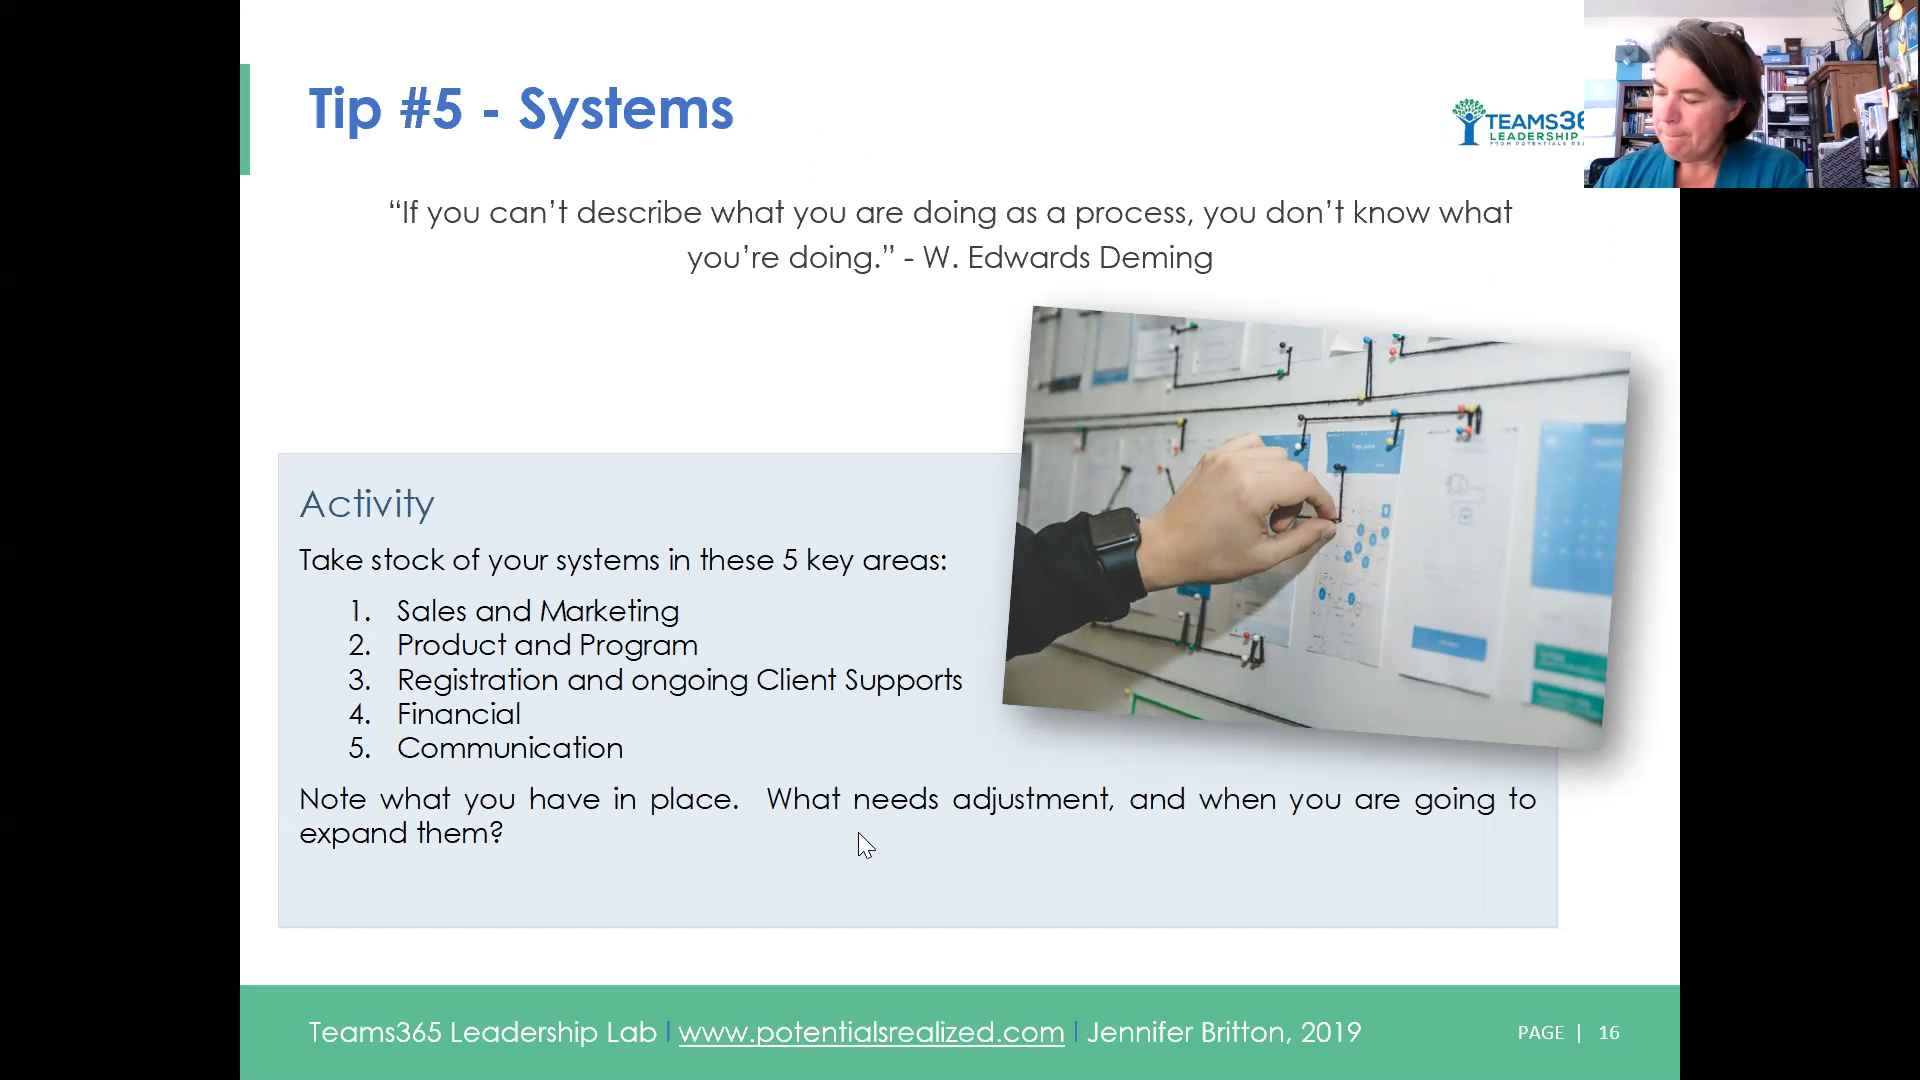 Tip #5 - Systems
TEAMS36
LEADERSHIP
“If you can’t describe what you are doing as a process, you don’t know what
you’re doing.” - W. Edwards Deming
Activity
Take stock of your systems in these 5 key areas:
1. Sales and Marketing
2. Product and Program
3. Registration and ongoing Client Supports
4. Financial
5. Communication
Note what you have in place. What needs adjustment, and when you are going to
expand them?
Teams365 Leadership Lab | www.potentialsrealized.com | Jennifer Britton, 2019
PAGE | 16